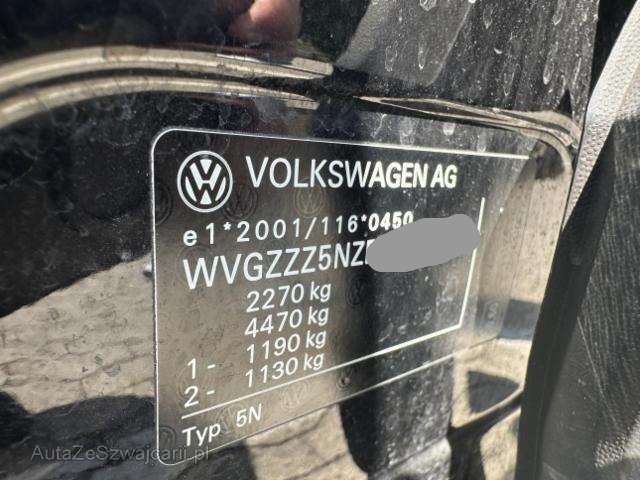 VOLKSWAGEN AG
e1*2001/116*0450
WVGZZZ5NZ
2270 kg
4470 kg
1 - 1190 kg
2 - 1130 kg
Typ 5N
AutaZeSzwajcarii.pl